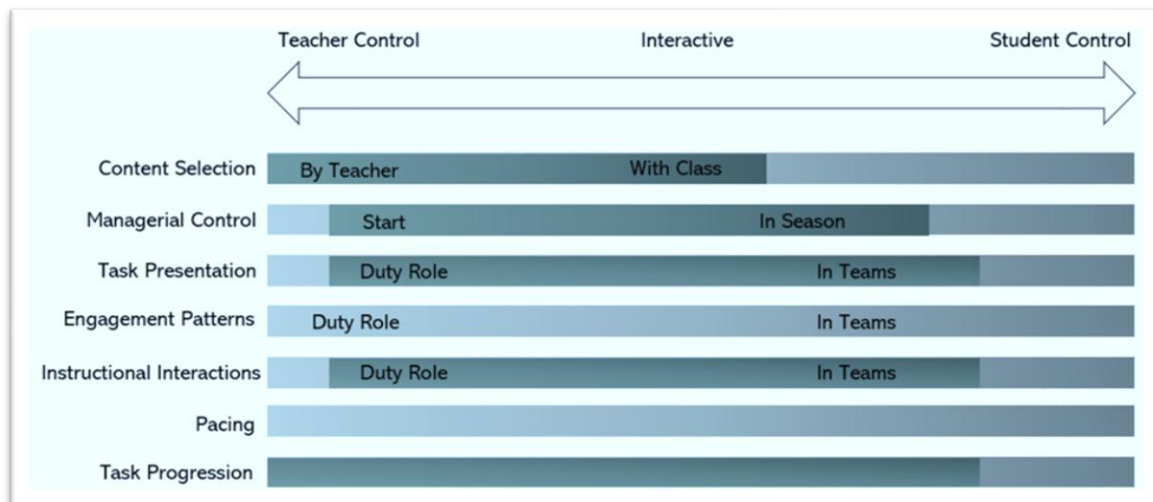 Teacher Control Interactive Student Control
Content Selection By Teacher With Class
Managerial Control Start In Season
Task Presentation Duty Role In Teams
Engagement Patterns Duty Role In Teams
Instructional Interactions Duty Role In Teams
Pacing
Task Progression